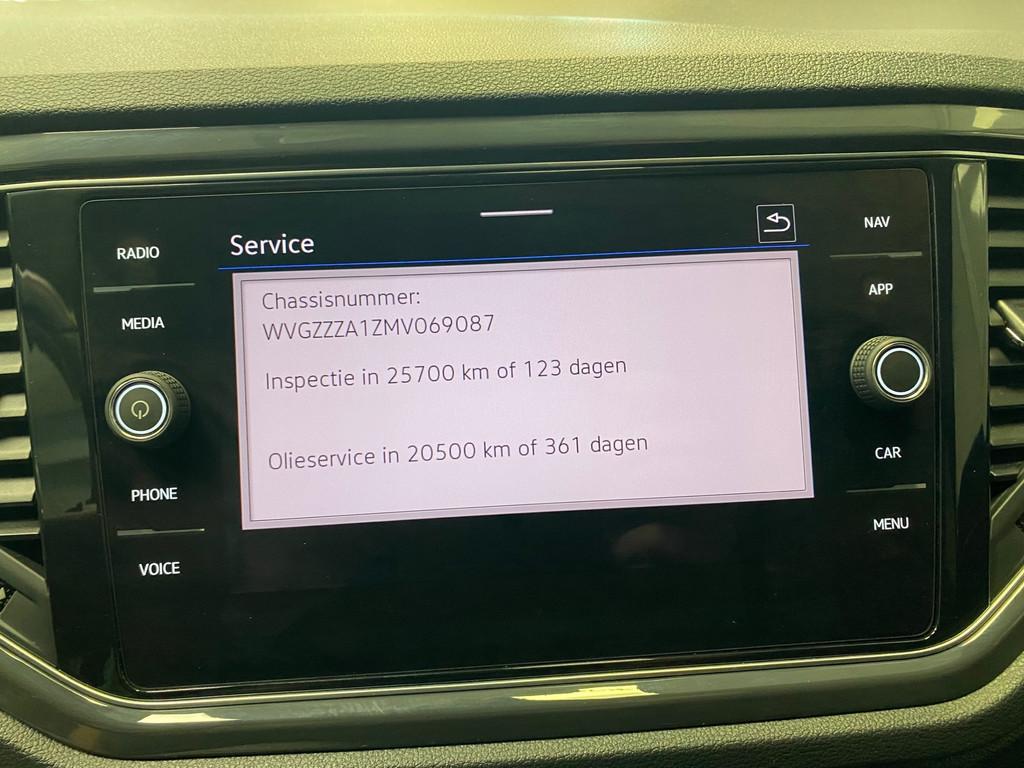 RADIO
MEDIA
PHONE
VOICE
Service
Chassisnummer:
WVGZZZA1ZMV069087
Inspectie in 25700 km of 123 dagen
Olieservice in 20500 km of 361 dagen
NAV
APP
CAR
MENU